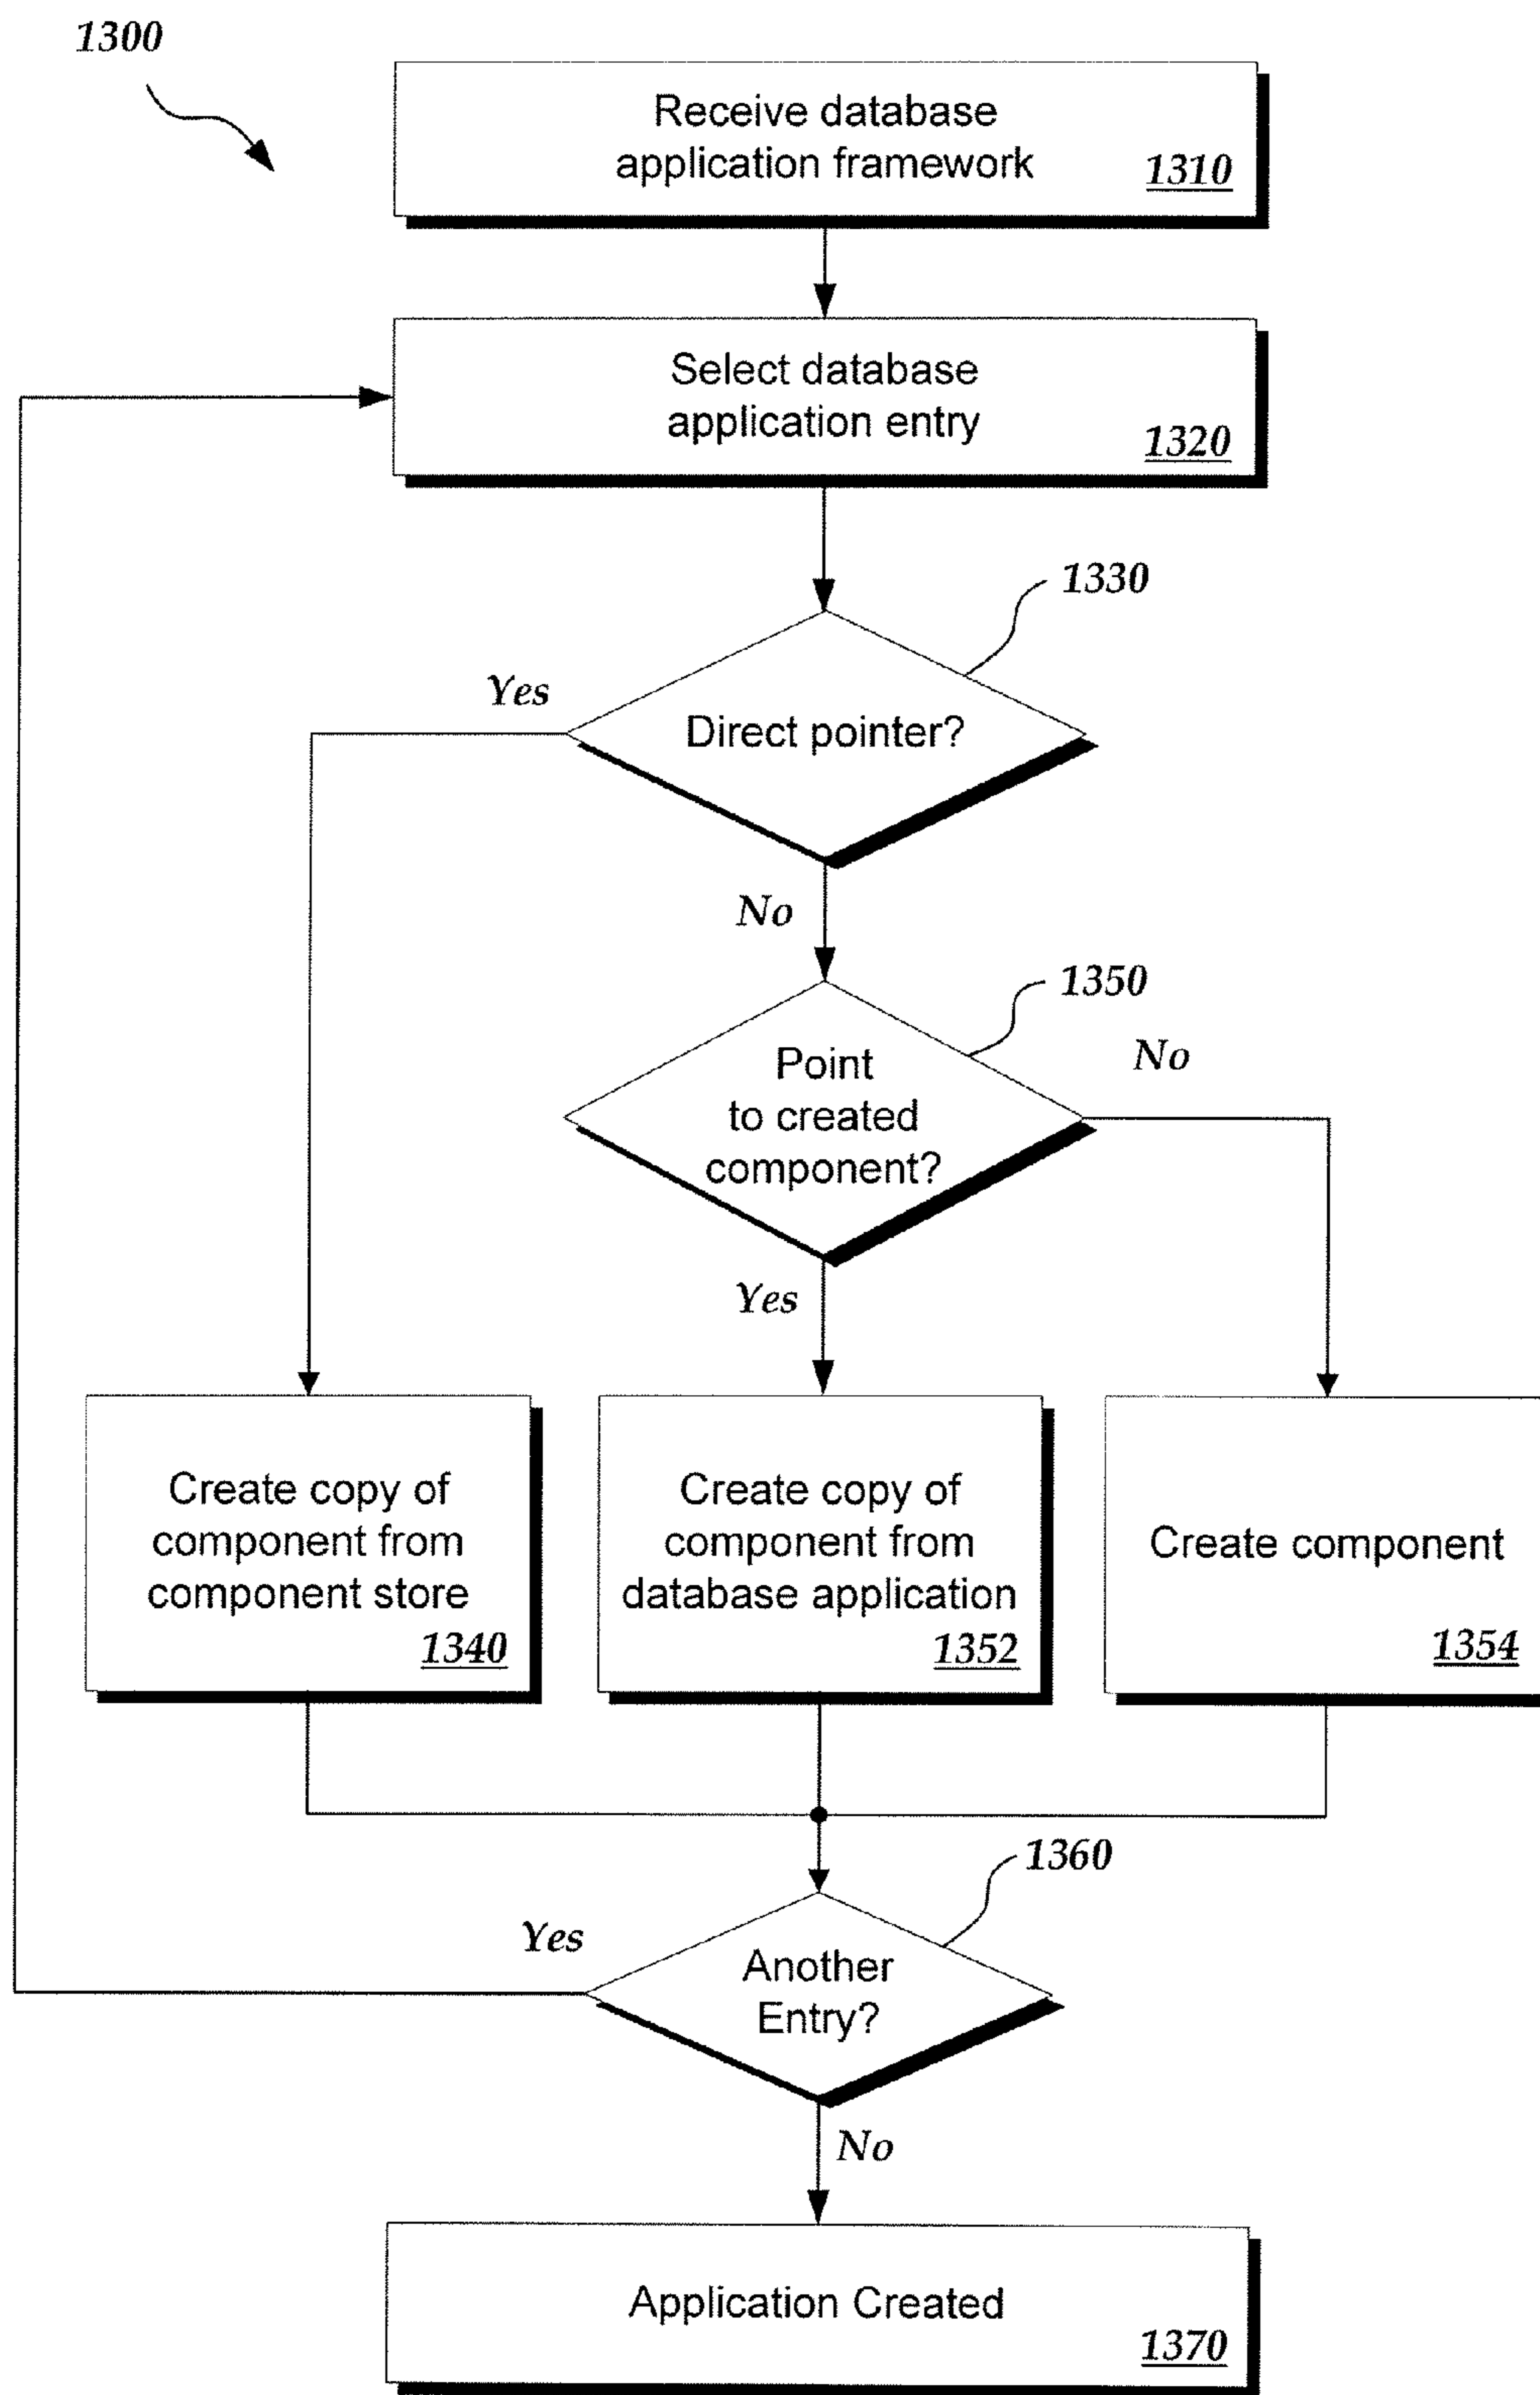 1300
Receive database
application framework
1310
Select database
application entry
1320
1330
Yes
Direct pointer?
No
1350
No
Point
to created
component?
Yes
Create copy of
component from
component store
1340
Create copy of
component from
database application
1352
Create component
1354
1360
Yes
Another
Entry?
No
Application Created
1370